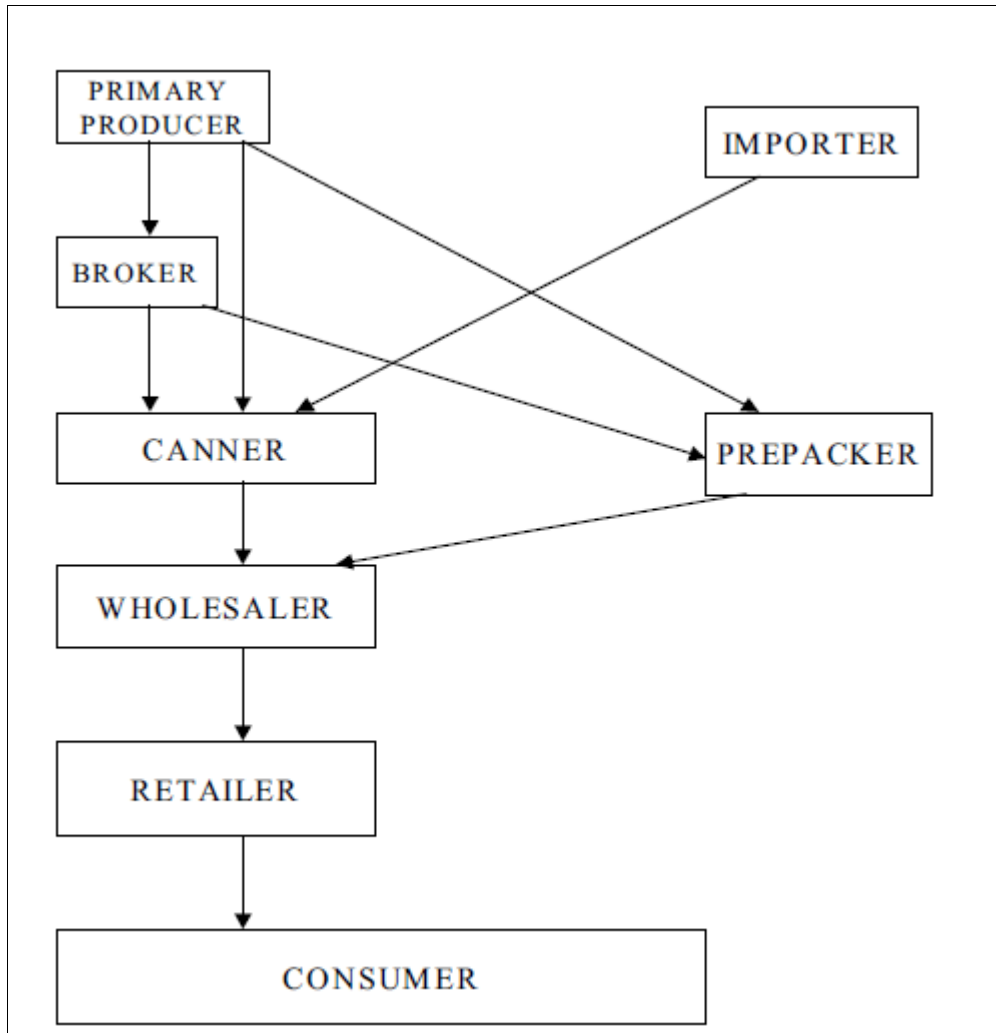 PRIMARY
PRODUCER
IMPORTER
BROKER
CANNER
PREPACKER
WHOLESALER
RETAILER
CONSUMER